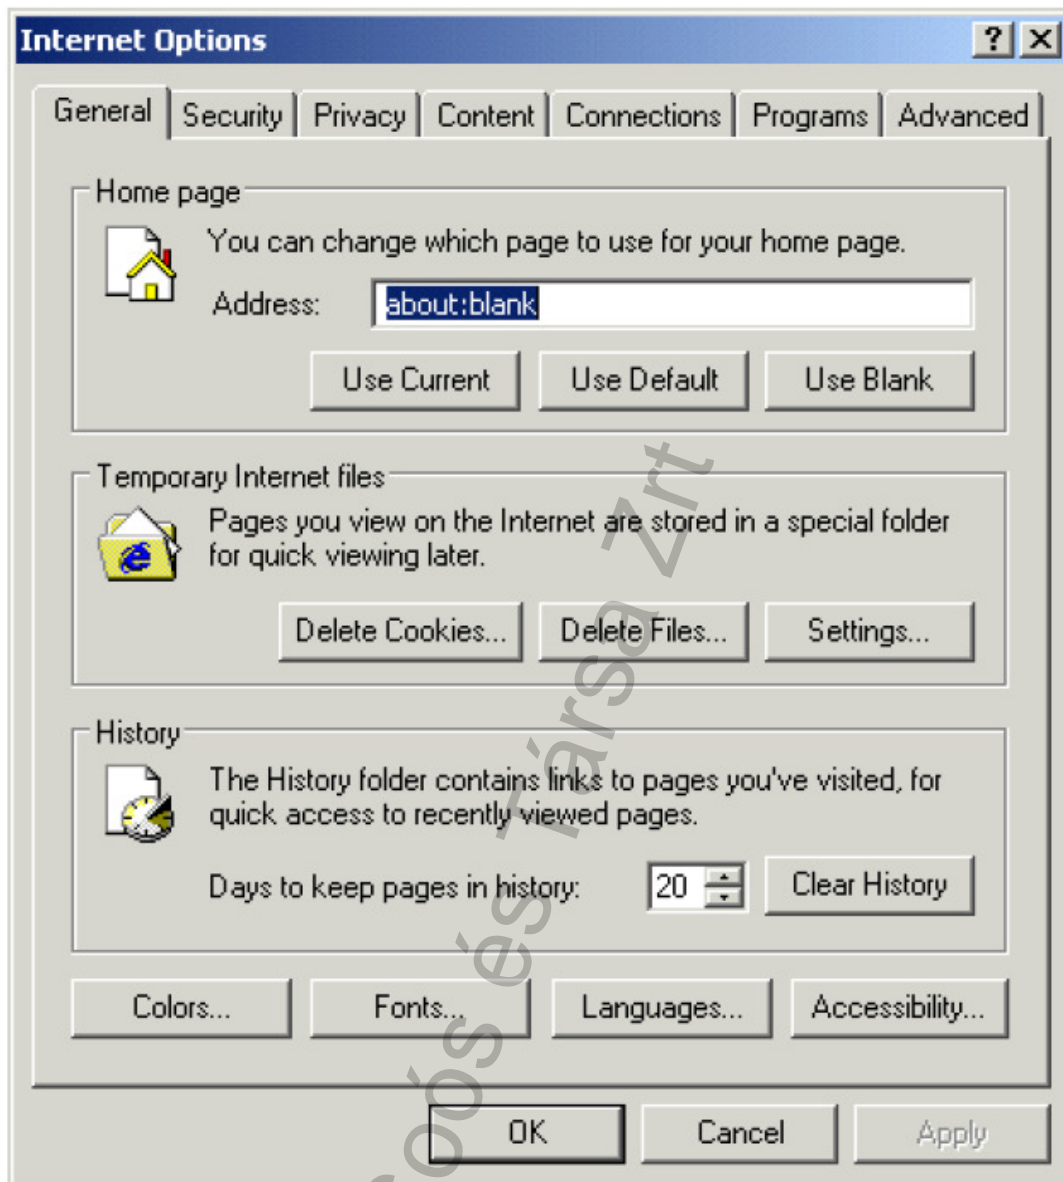 Internet Options
General Security Privacy Content Connections Programs Advanced
Home page
You can change which page to use for your home page.
Address: about:blank
Use Current Use Default Use Blank
Temporary Internet files
Pages you view on the Internet are stored in a special folder
for quick viewing later.
Delete Cookies... Delete Files... Settings...
History
The History folder contains links to pages you've visited, for
quick access to recently viewed pages.
Days to keep pages in history: 20 Clear History
Colors... Fonts... Languages... Accessibility...
OK Cancel Apply
és Társa Zrt